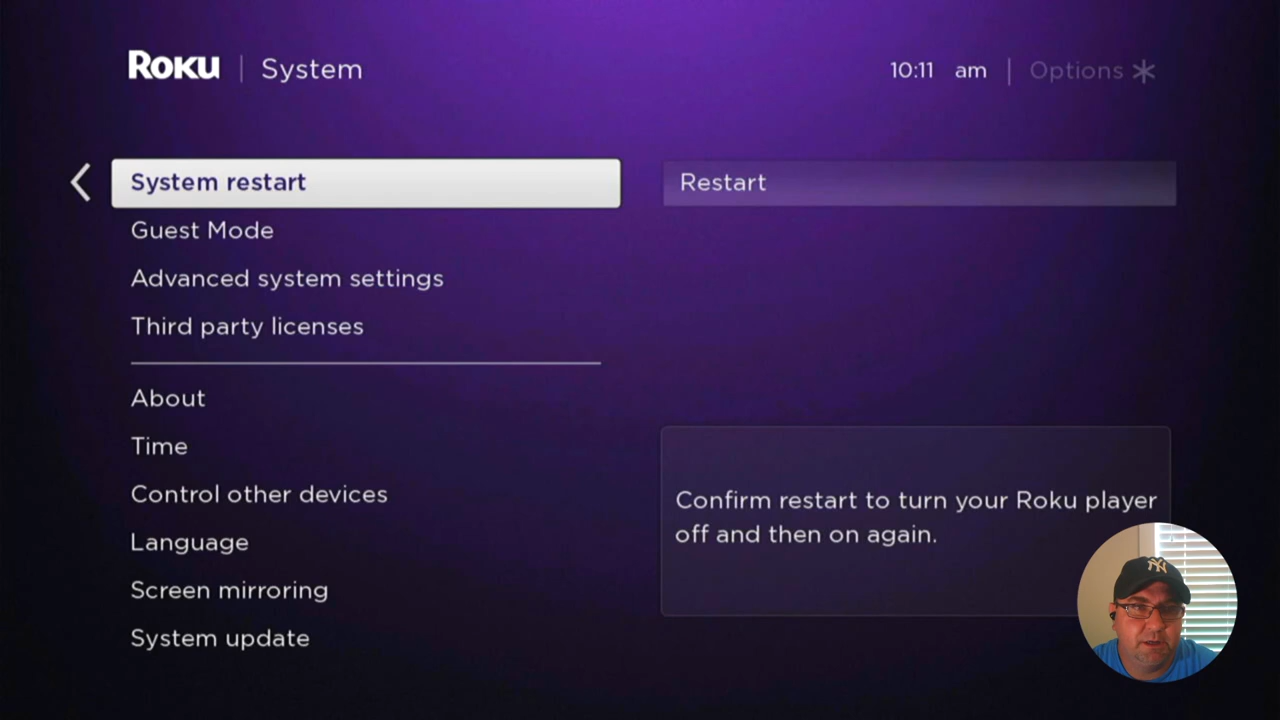 Roku | System
10:11 am | Options
System restart
Restart
Guest Mode
Advanced system settings
Third party licenses
About
Time
Control other devices
Language
Screen mirroring
System update
Confirm restart to turn your Roku player
off and then on again.
NY